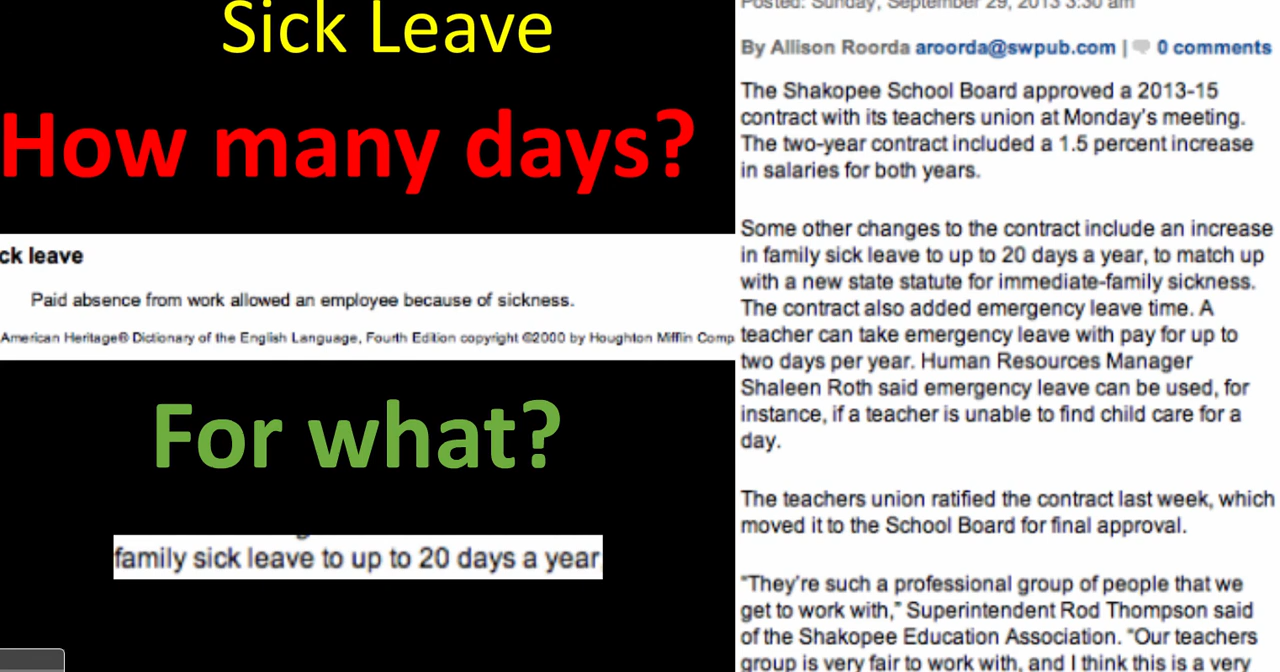 Sick Leave
How many days?
ck leave
Paid absence from work allowed an employee because of sickness.
American Heritage® Dictionary of the English Language, Fourth Edition copyright ©2000 by Houghton Mifflin Comp
For what?
family sick leave to up to 20 days a year
Posted: Sunday, September 29, 2013 3:30 am
By Allison Roorda aroorda@swpub.com | 0 comments
The Shakopee School Board approved a 2013-15
contract with its teachers union at Monday's meeting.
The two-year contract included a 1.5 percent increase
in salaries for both years.
Some other changes to the contract include an increase
in family sick leave to up to 20 days a year, to match up
with a new state statute for immediate-family sickness.
The contract also added emergency leave time. A
teacher can take emergency leave with pay for up to
two days per year. Human Resources Manager
Shaleen Roth said emergency leave can be used, for
instance, if a teacher is unable to find child care for a
day.
The teachers union ratified the contract last week, which
moved it to the School Board for final approval.
“They're such a professional group of people that we
get to work with,” Superintendent Rod Thompson said
of the Shakopee Education Association. “Our teachers
group is very fair to work with, and I think this is a very